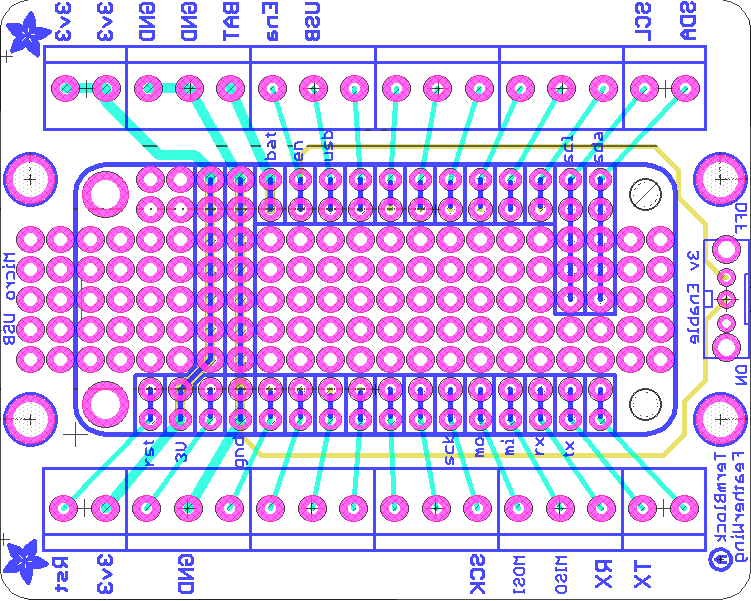 3v3
3v3
GND
GND
BAT
Ena
USB
SCL
SDA
bat
en
usb
scl
sda
Micro USB
OFF
3v Enable
ON
rst
3V
gnd
sck
mo
mi
rx
tx
FeatherWing
TermBlock
Rst
3v3
GND
SCK
MOSI
MISO
RX
TX